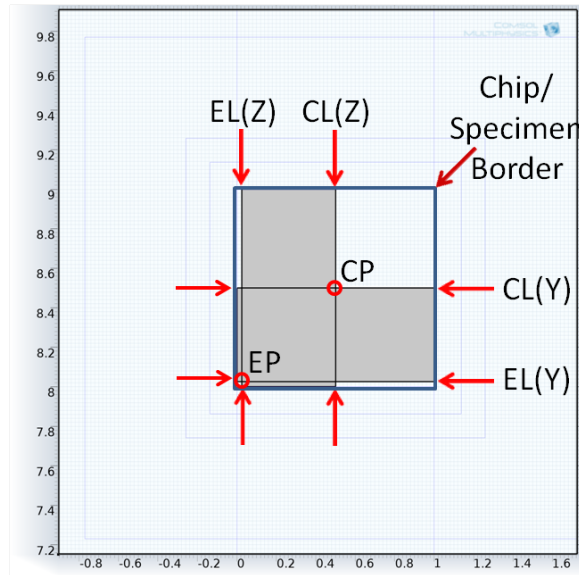 COMSOL
MULTIPHYSICS
9.8
9.6
9.4
9.2
9
8.8
8.6
8.4
8.2
8
7.8
7.6
7.4
7.2
EL(Z) CL(Z)
Chip/
Specimen
Border
CP
CL(Y)
EP
EL(Y)
-0.8 -0.6 -0.4 -0.2 0 0.2 0.4 0.6 0.8 1 1.2 1.4 1.6